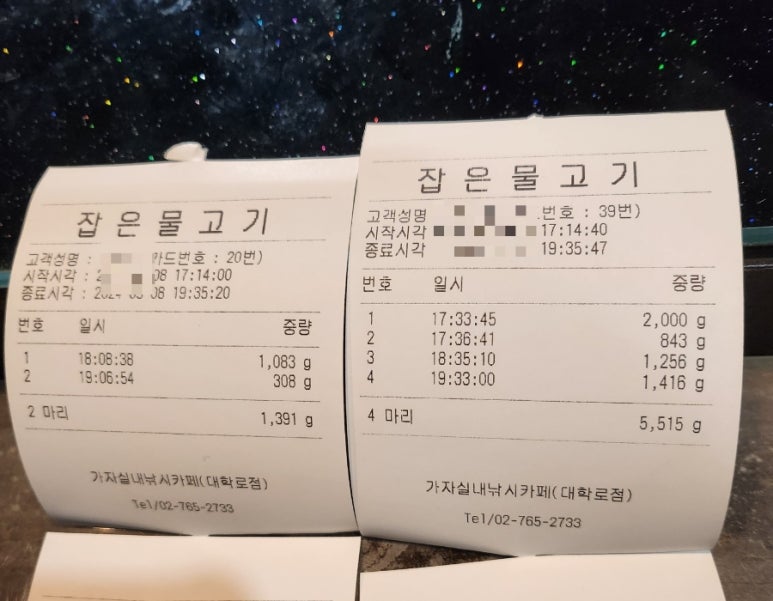 잡은물고기
고객성명 : 카드번호 : 20번)
시작시각 : 2 08 17:14:00
종료시각 : 08 19:35:20
번호 일시 중량
1 18:08:38 1,083 g
2 19:06:54 308 g
2 마리 1,391 g
가자실내낚시카페(대학로점)
Tel/02-765-2733
잡은물고기
고객성명 번호 : 39번)
시작시각 17:14:40
종료시각 19:35:47
번호 일시 중량
1 17:33:45 2,000 g
2 17:36:41 843 g
3 18:35:10 1,256 g
4 19:33:00 1,416 g
4 마리 5,515 g
가자실내낚시카페(대학로점)
Tel/02-765-2733